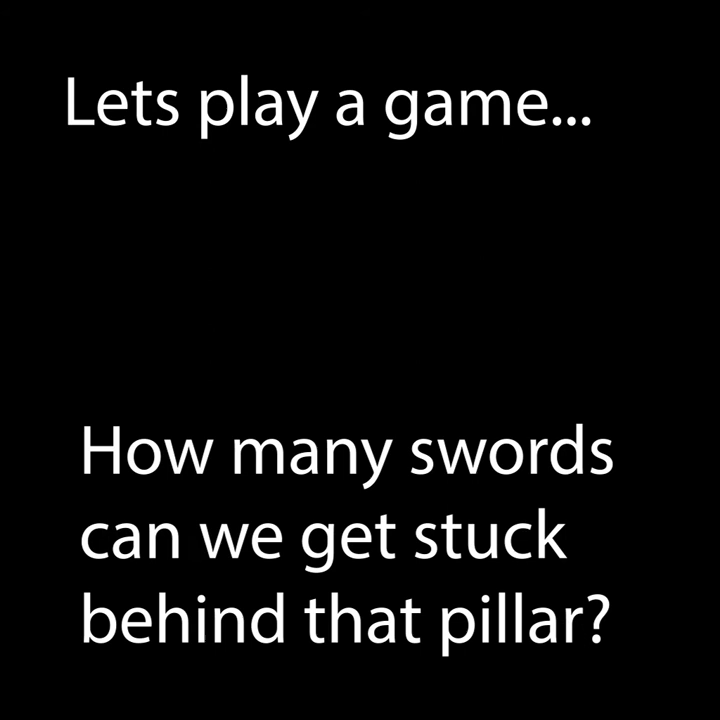 Lets play a game...
How many swords
can we get stuck
behind that pillar?